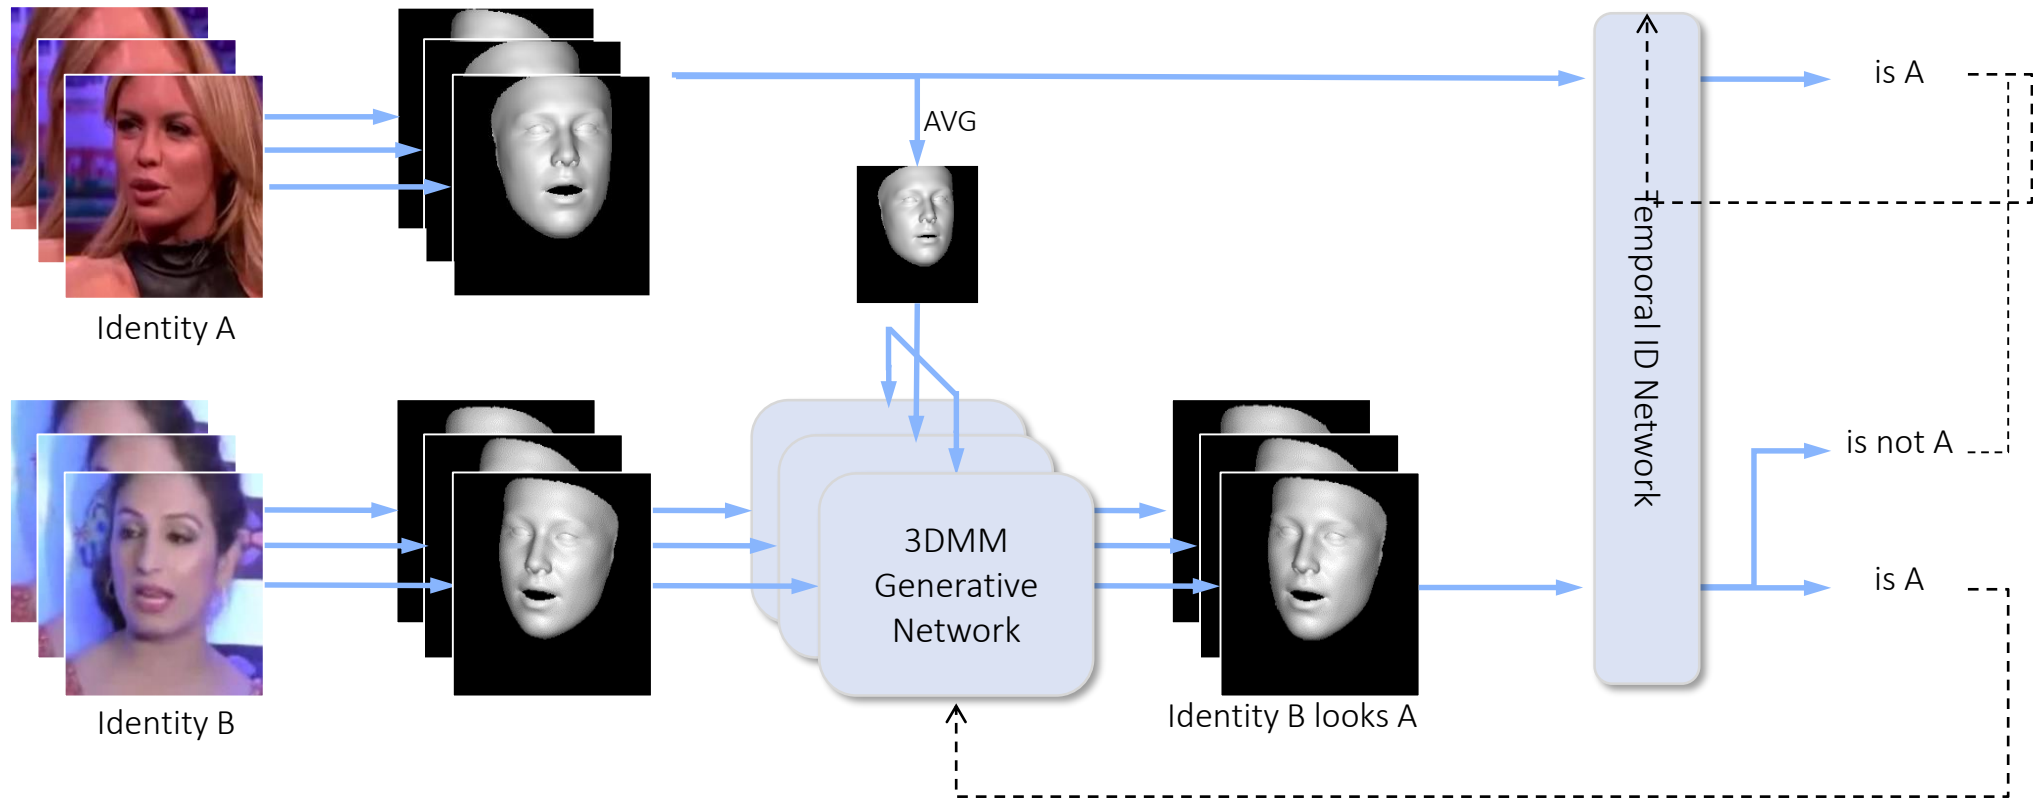 is A
AVG
Identity A
Temporal ID Network
is not A
3DMM
Generative
Network
is A
Identity B
Identity B looks A